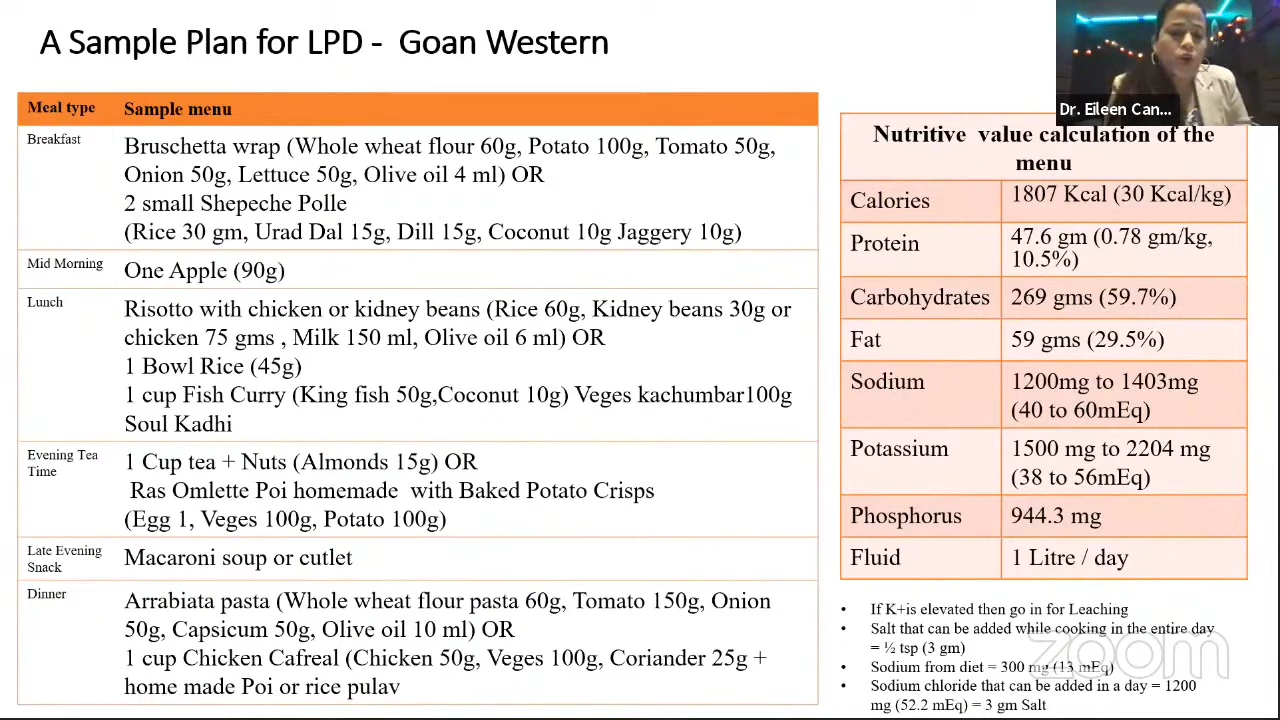 A Sample Plan for LPD - Goan Western
Dr. Eileen Can...
Meal type Sample menu
Breakfast
Bruschetta wrap (Whole wheat flour 60g, Potato 100g, Tomato 50g,
Onion 50g, Lettuce 50g, Olive oil 4 ml) OR
2 small Shepeche Polle
(Rice 30 gm, Urad Dal 15g, Dill 15g, Coconut 10g Jaggery 10g)
Mid Morning
One Apple (90g)
Lunch
Risotto with chicken or kidney beans (Rice 60g, Kidney beans 30g or
chicken 75 gms , Milk 150 ml, Olive oil 6 ml) OR
1 Bowl Rice (45g)
1 cup Fish Curry (King fish 50g,Coconut 10g) Veges kachumbar100g
Soul Kadhi
Evening Tea
Time
1 Cup tea + Nuts (Almonds 15g) OR
Ras Omlette Poi homemade with Baked Potato Crisps
(Egg 1, Veges 100g, Potato 100g)
Late Evening
Snack
Macaroni soup or cutlet
Dinner
Arrabiata pasta (Whole wheat flour pasta 60g, Tomato 150g, Onion
50g, Capsicum 50g, Olive oil 10 ml) OR
1 cup Chicken Cafreal (Chicken 50g, Veges 100g, Coriander 25g +
home made Poi or rice pulav
Nutritive value calculation of the
menu
Calories 1807 Kcal (30 Kcal/kg)
Protein 47.6 gm (0.78 gm/kg,
10.5%)
Carbohydrates 269 gms (59.7%)
Fat 59 gms (29.5%)
Sodium 1200mg to 1403mg
(40 to 60mEq)
Potassium 1500 mg to 2204 mg
(38 to 56mEq)
Phosphorus 944.3 mg
Fluid 1 Litre / day
• If K+is elevated then go in for Leaching
• Salt that can be added while cooking in the entire day
= ½ tsp (3 gm)
• Sodium from diet = 300 mg (13 mEq)
• Sodium chloride that can be added in a day = 1200
mg (52.2 mEq) = 3 gm Salt
zoom